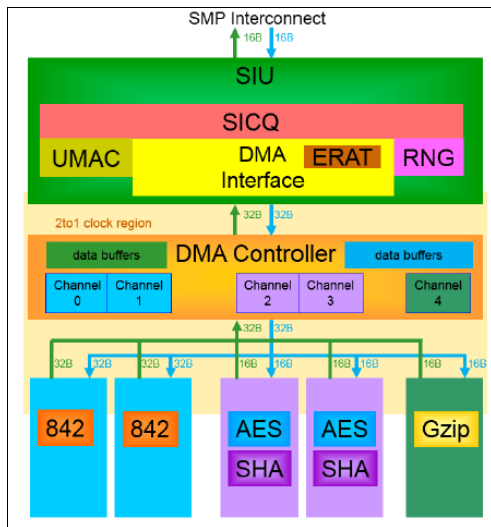 SMP Interconnect
16B 16B
SIU
SICQ
UMAC DMA Interface ERAT RNG
32B 32B
2to1 clock region
data buffers DMA Controller data buffers
Channel 0 Channel 1 Channel 2 Channel 3 Channel 4
32B 32B
32B 32B 32B 32B 16B 16B 16B 16B 16B 16B
842 842 AES AES Gzip
SHA SHA